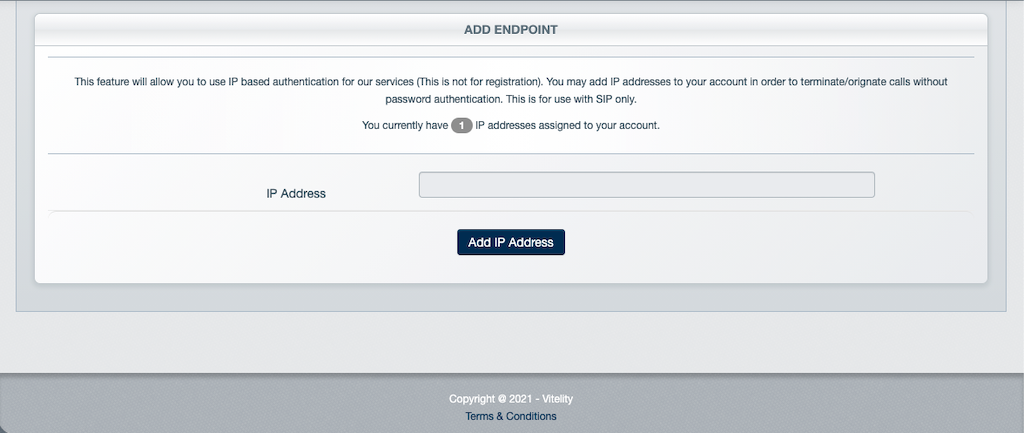 ADD ENDPOINT
This feature will allow you to use IP based authentication for our services (This is not for registration). You may add IP addresses to your account in order to terminate/orignate calls without
password authentication. This is for use with SIP only.
You currently have 1 IP addresses assigned to your account.
IP Address
Add IP Address
Copyright @ 2021 - Vitelity
Terms & Conditions